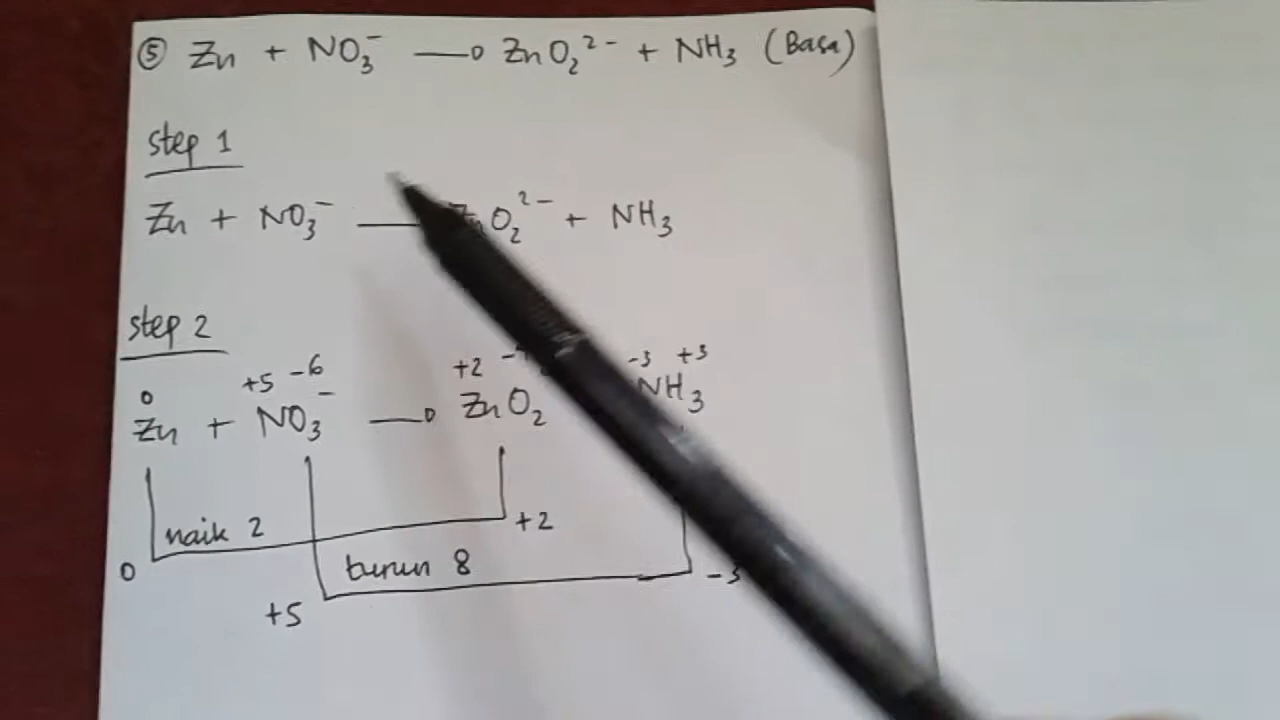 ⑤ Zn + NO₃⁻ → ZnO₂²⁻ + NH₃ (Basa)
step 1
Zn + NO₃⁻ → ZnO₂²⁻ + NH₃
step 2
0 +5 -6 +2 -3 +3
Zn + NO₃⁻ → ZnO₂ NH₃
naik 2 +2
0 turun 8 -3
+5